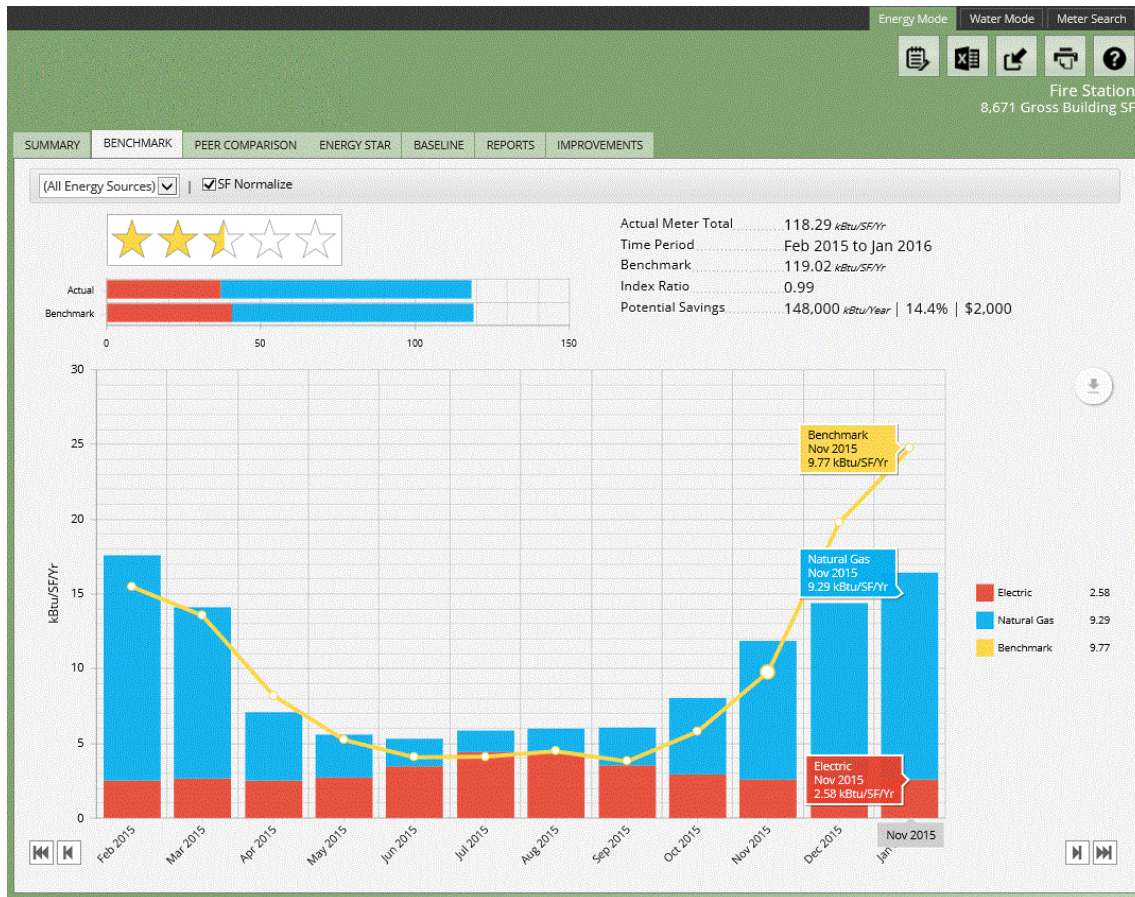 Energy Mode
Water Mode
Meter Search
Fire Station
8,671 Gross Building SF
SUMMARY
BENCHMARK
PEER COMPARISON
ENERGY STAR
BASELINE
REPORTS
IMPROVEMENTS
(All Energy Sources) | SF Normalize
Actual Meter Total 118.29 kBtu/SF/Yr
Time Period Feb 2015 to Jan 2016
Benchmark 119.02 kBtu/SF/Yr
Index Ratio 0.99
Potential Savings 148,000 kBtu/Year | 14.4% | $2,000
Actual
Benchmark
0 50 100 150
30
25
20
15
10
5
0
kBtu/SF/Yr
Benchmark
Nov 2015
9.77 kBtu/SF/Yr
Natural Gas
Nov 2015
9.29 kBtu/SF/Yr
Electric
Nov 2015
2.58 kBtu/SF/Yr
Electric 2.58
Natural Gas 9.29
Benchmark 9.77
Feb 2015
Mar 2015
Apr 2015
May 2015
Jun 2015
Jul 2015
Aug 2015
Sep 2015
Oct 2015
Nov 2015
Dec 2015
Jan
Nov 2015